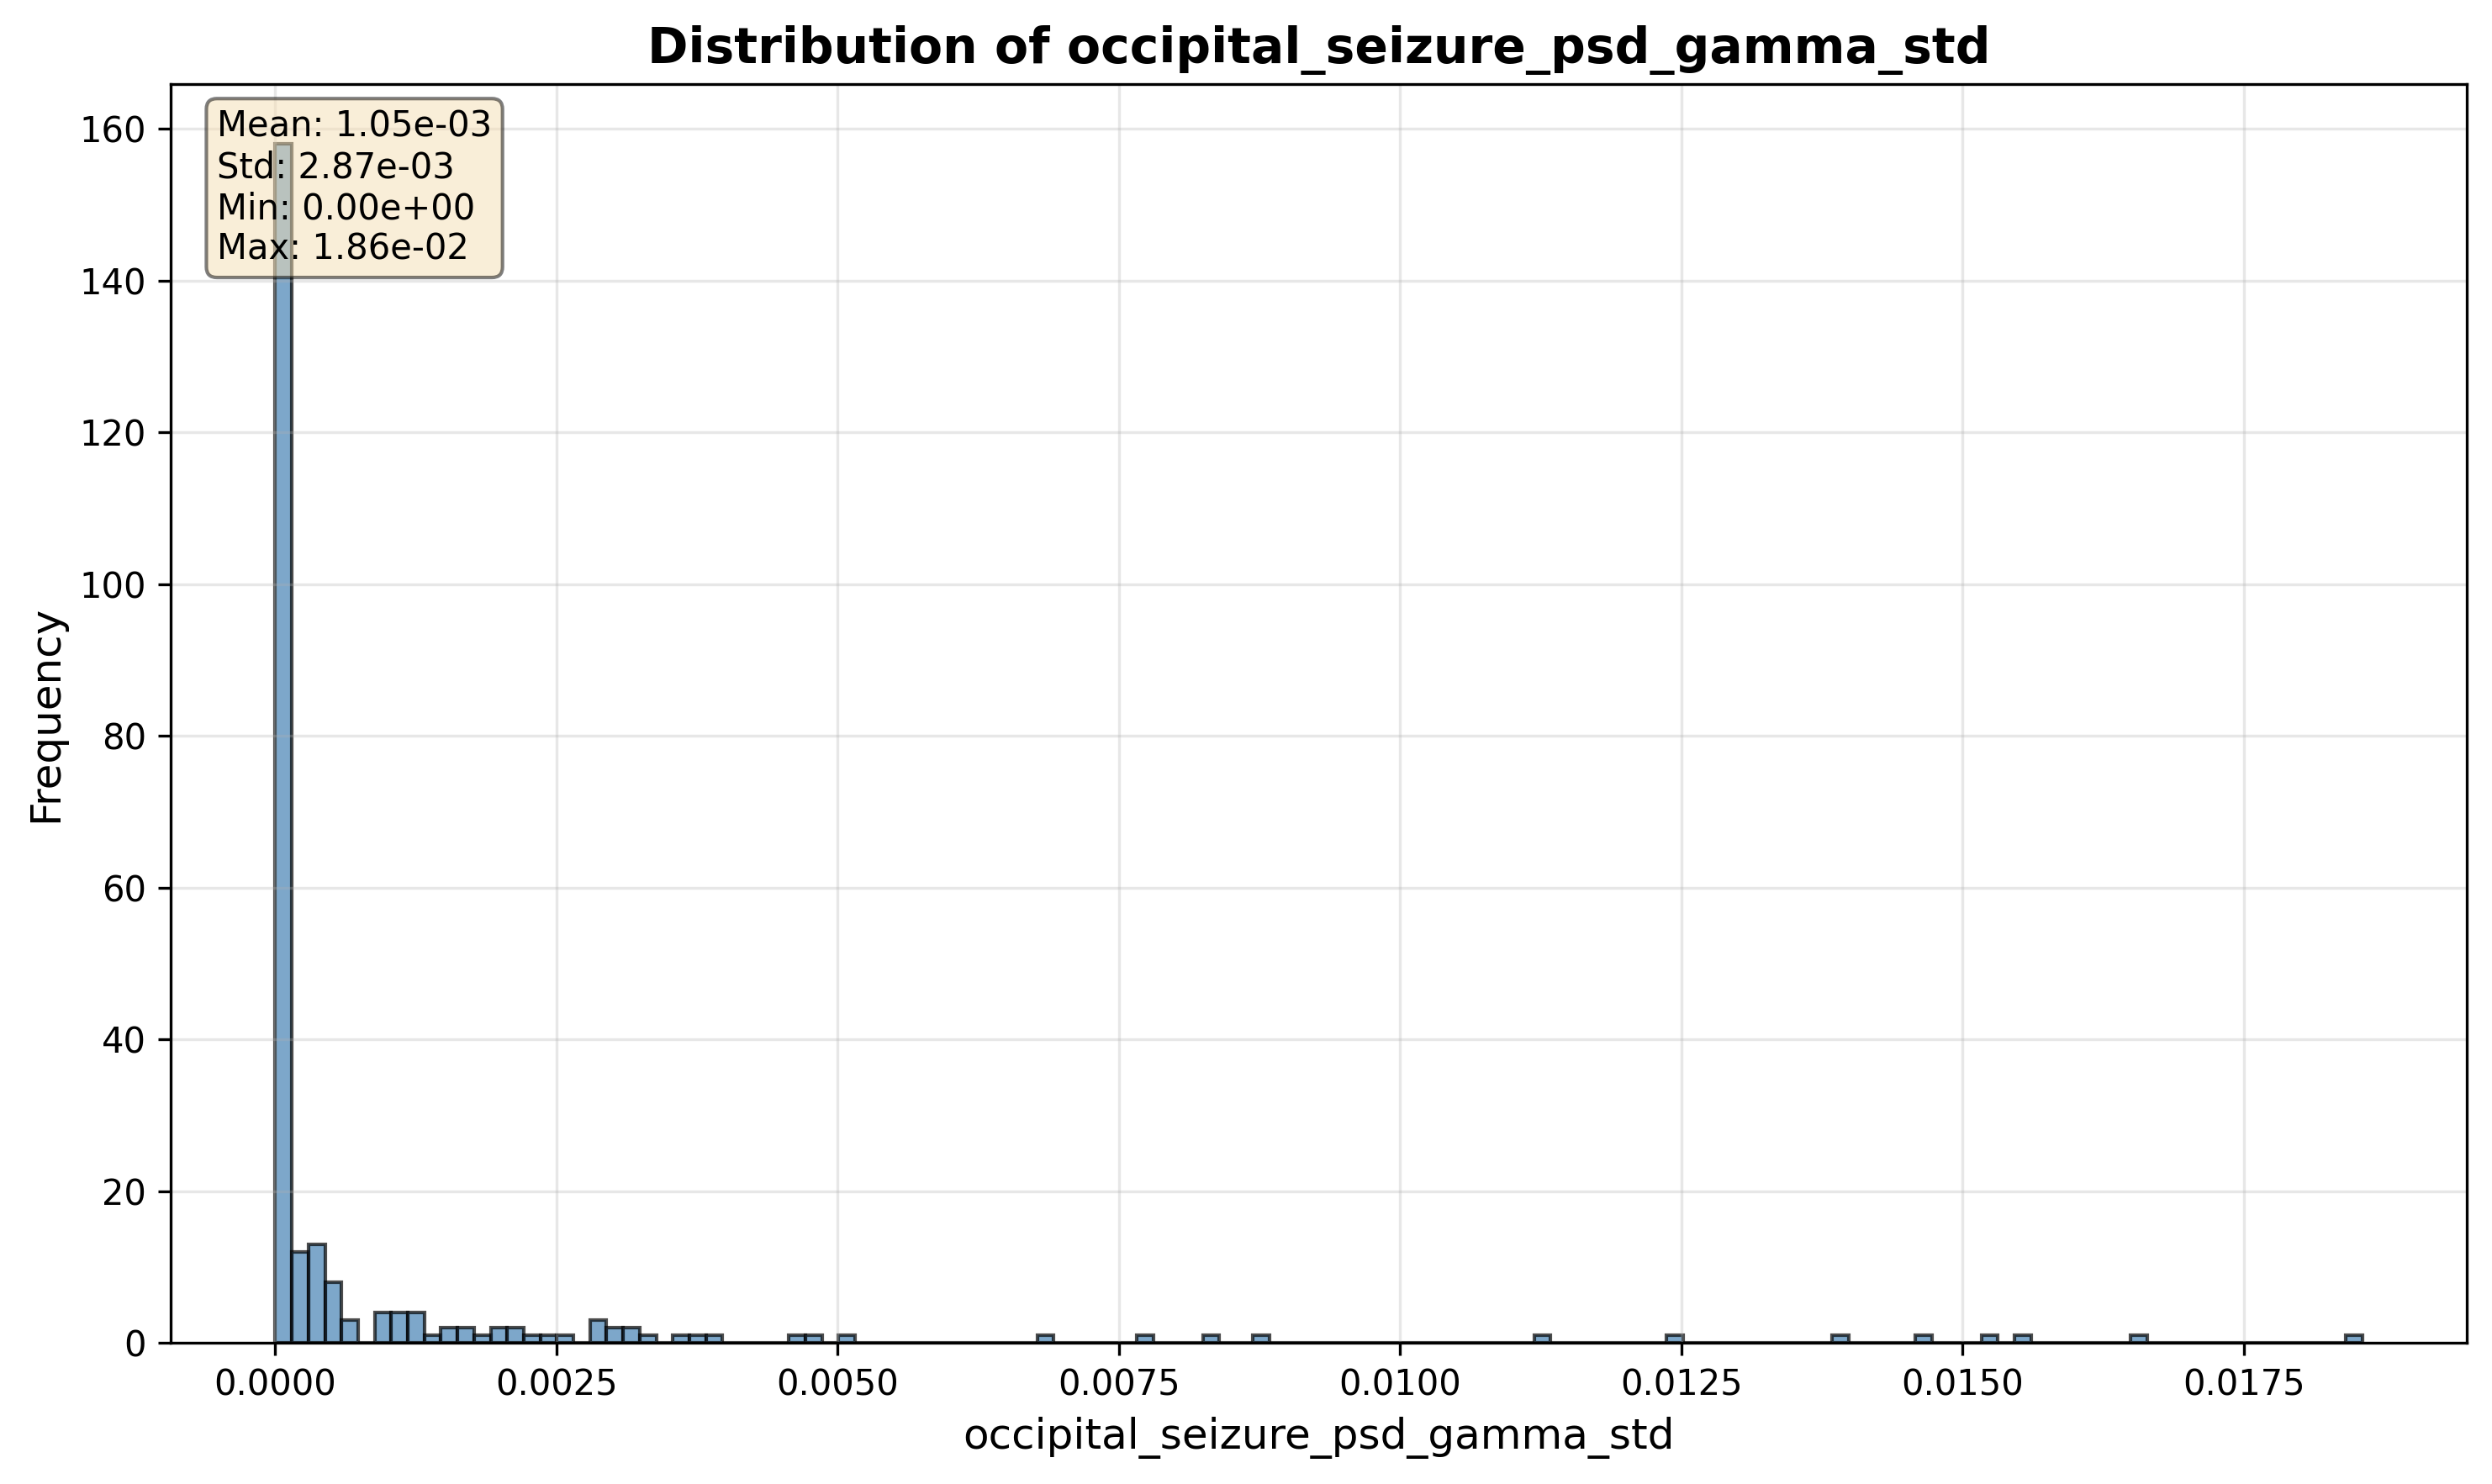 Distribution of occipital_seizure_psd_gamma_std
Mean: 1.05e-03
Std: 2.87e-03
Min: 0.00e+00
Max: 1.86e-02
160
140
120
100
80
60
40
20
0
Frequency
0.0000 0.0025 0.0050 0.0075 0.0100 0.0125 0.0150 0.0175
occipital_seizure_psd_gamma_std